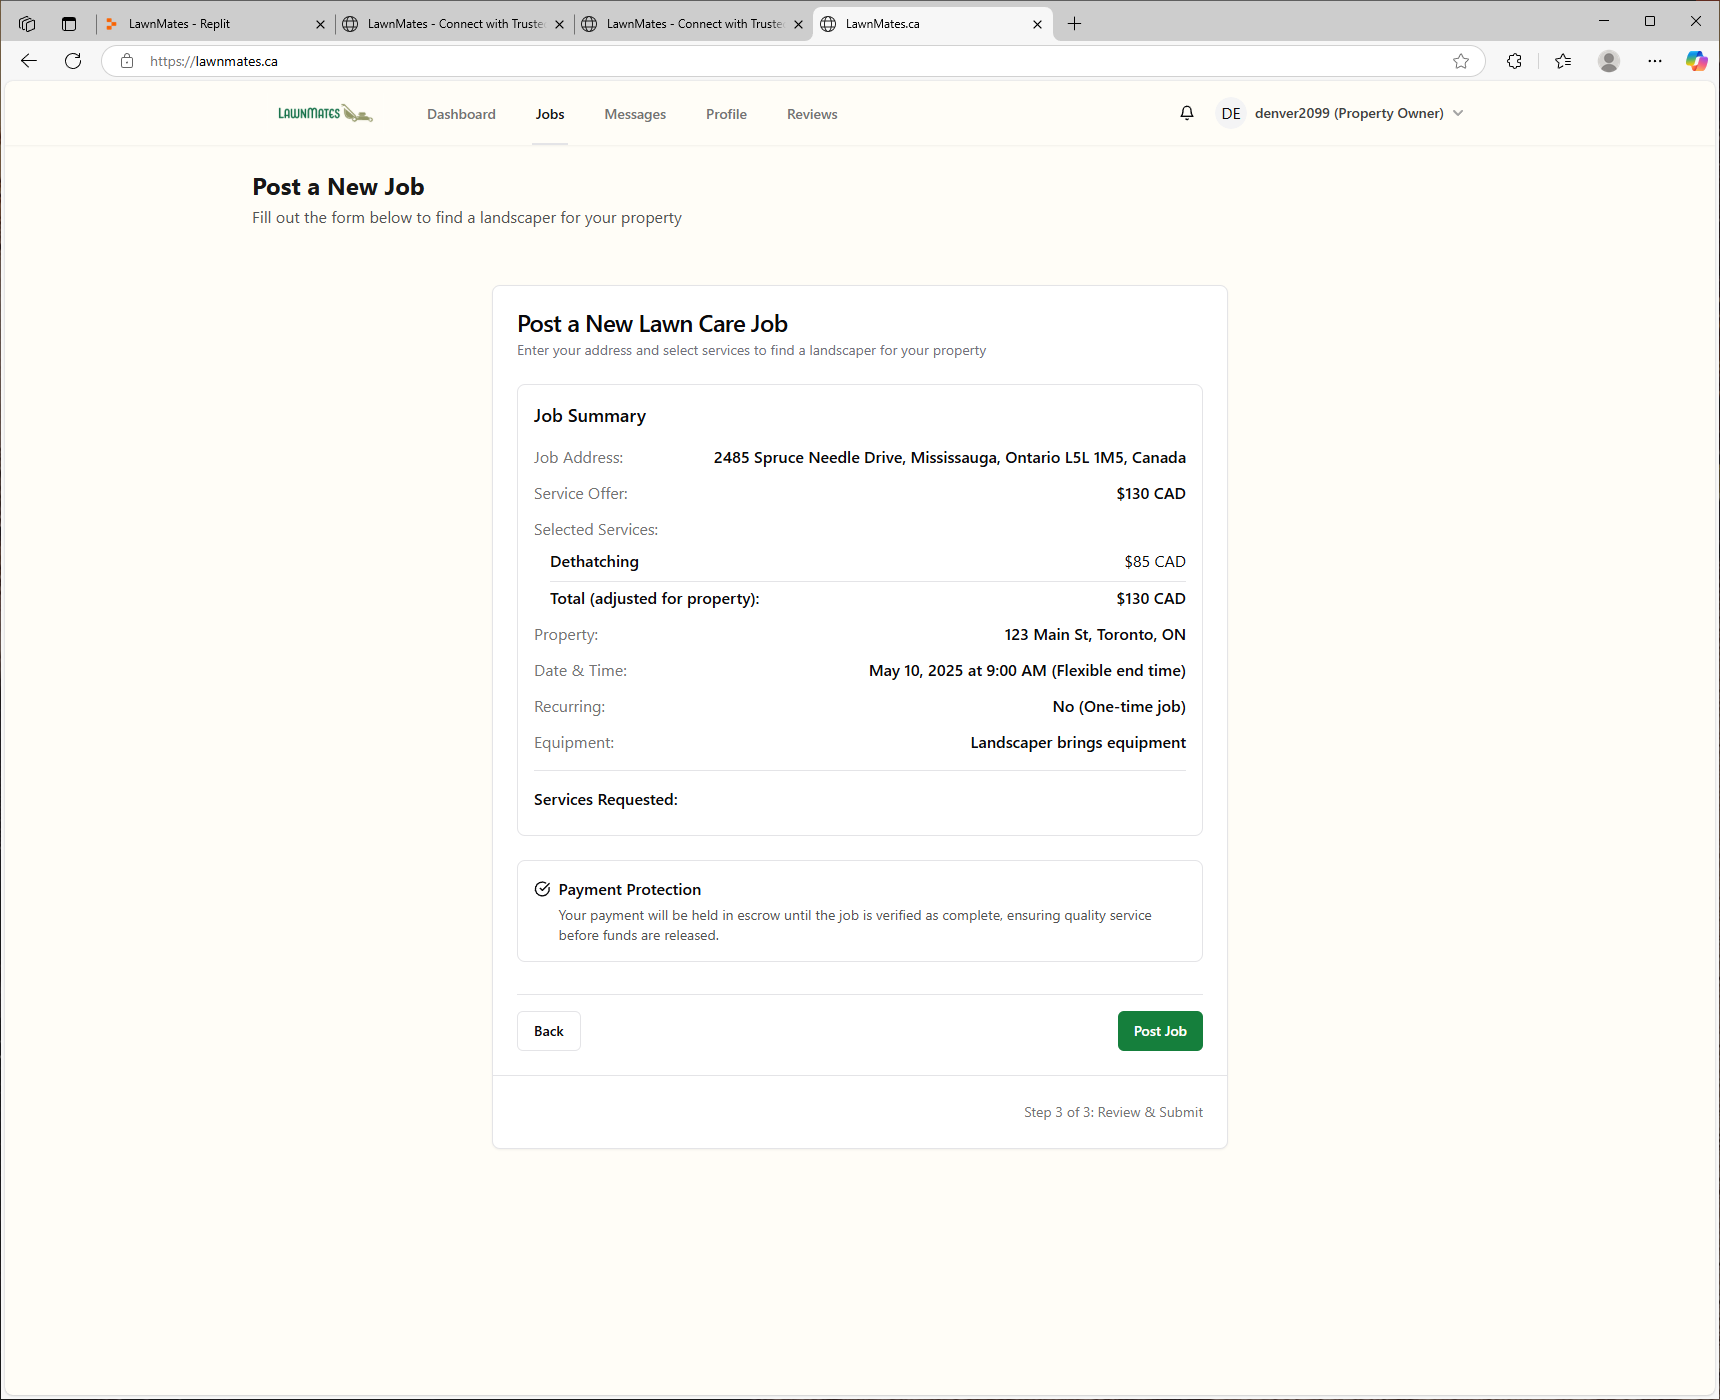 LawnMates - Replit
LawnMates - Connect with Truste
LawnMates - Connect with Truste
LawnMates.ca
https://lawnmates.ca
LAWNMATES
Dashboard
Jobs
Messages
Profile
Reviews
DE
denver2099 (Property Owner)
Post a New Job
Fill out the form below to find a landscaper for your property
Post a New Lawn Care Job
Enter your address and select services to find a landscaper for your property
Job Summary
Job Address: 2485 Spruce Needle Drive, Mississauga, Ontario L5L 1M5, Canada
Service Offer: $130 CAD
Selected Services:
Dethatching $85 CAD
Total (adjusted for property): $130 CAD
Property: 123 Main St, Toronto, ON
Date & Time: May 10, 2025 at 9:00 AM (Flexible end time)
Recurring: No (One-time job)
Equipment: Landscaper brings equipment
Services Requested:
Payment Protection
Your payment will be held in escrow until the job is verified as complete, ensuring quality service
before funds are released.
Back
Post Job
Step 3 of 3: Review & Submit